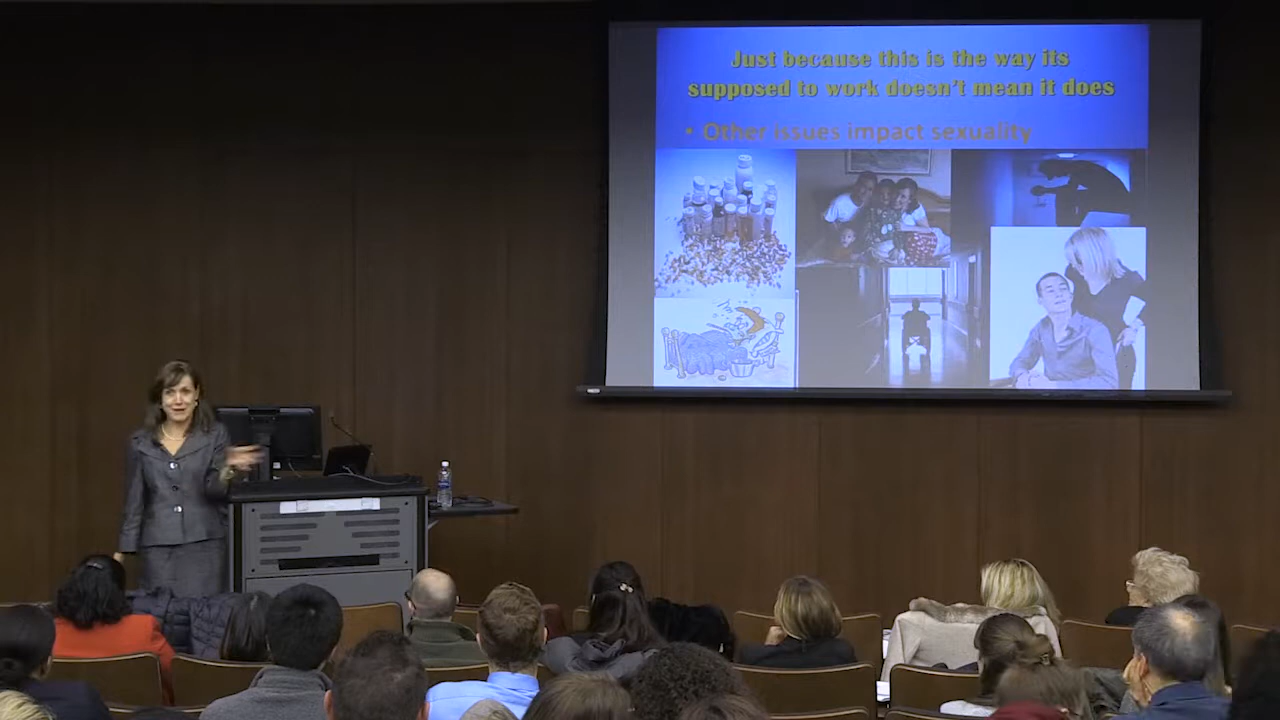 Just because this is the way its
supposed to work doesn't mean it does
• Other issues impact sexuality